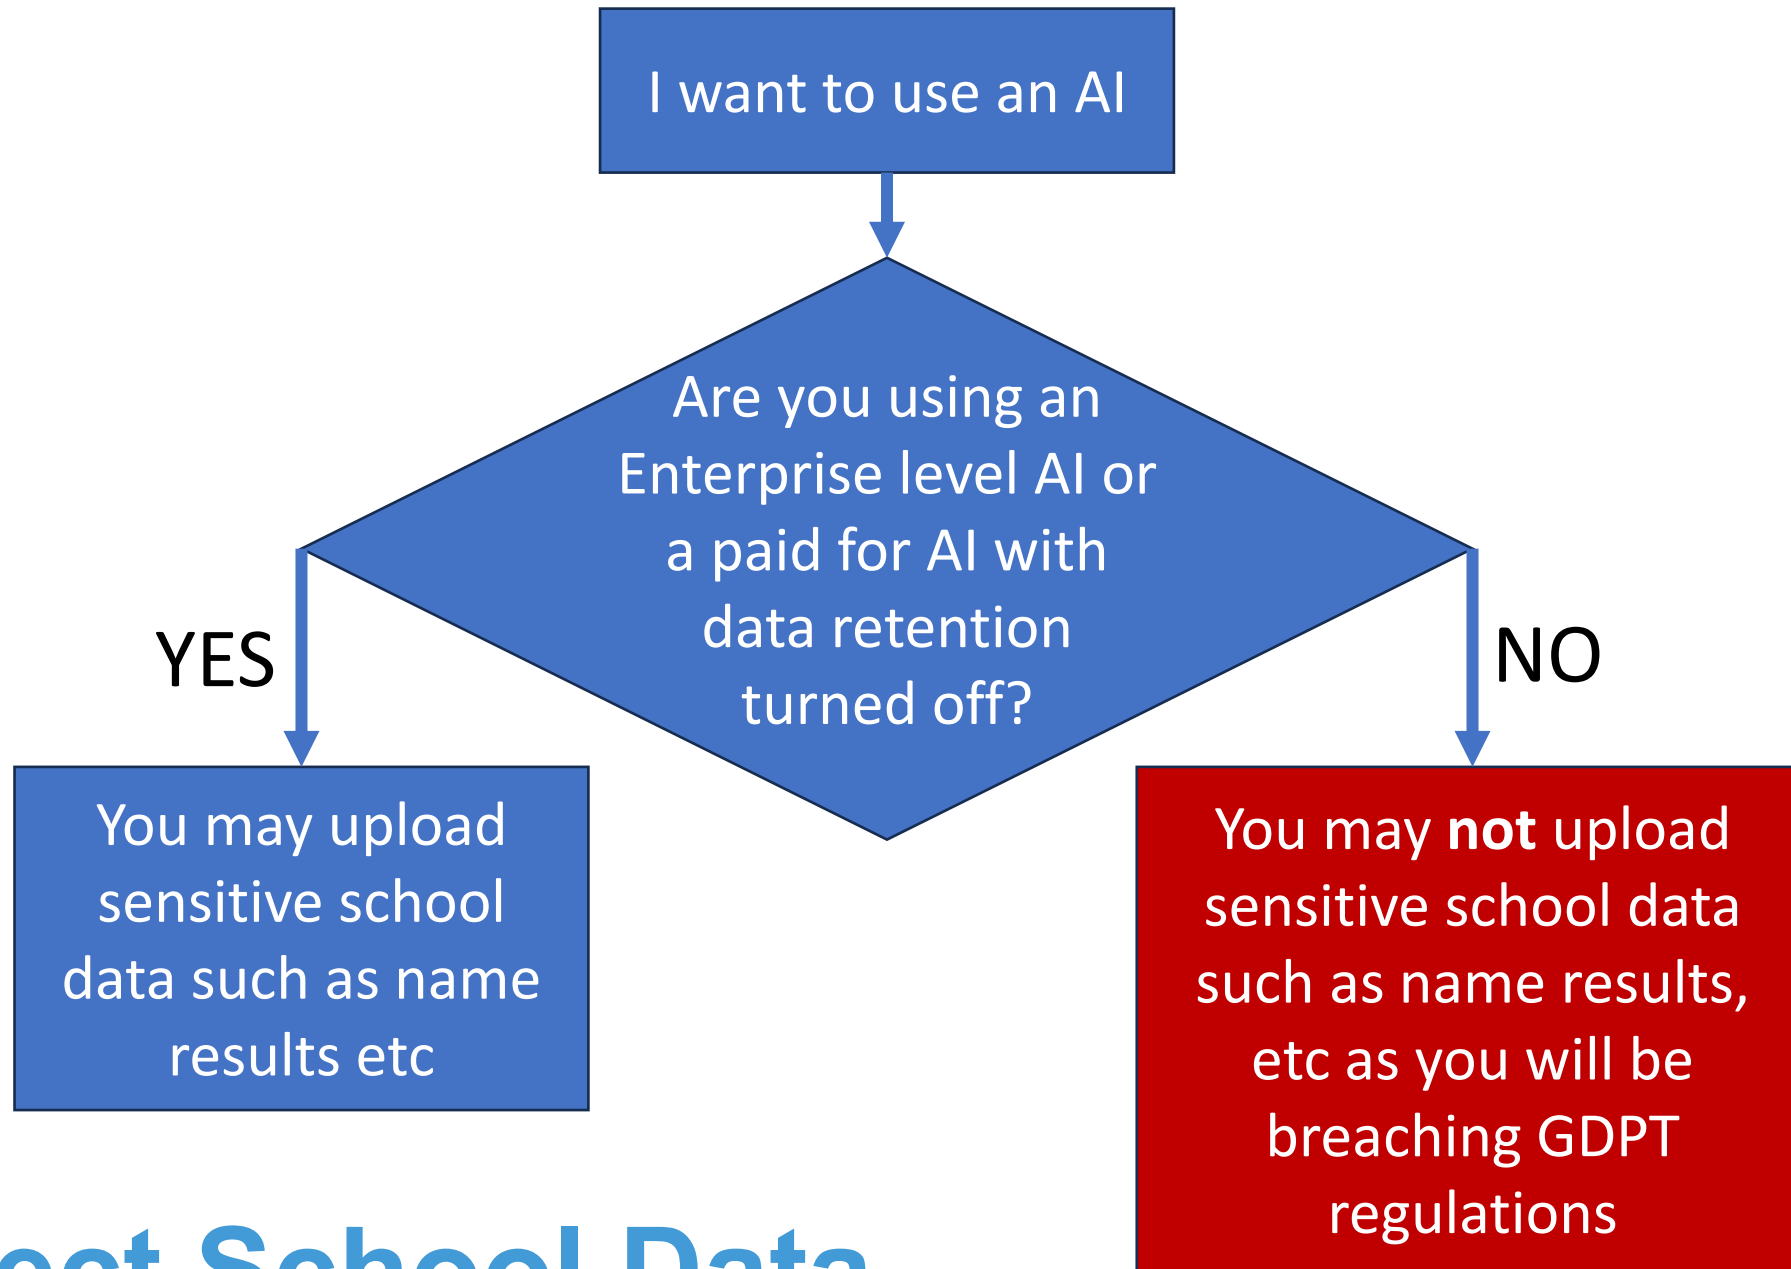 I want to use an AI
Are you using an
Enterprise level AI or
a paid for AI with
data retention
turned off?
YES
NO
You may upload
sensitive school
data such as name
results etc
You may not upload
sensitive school data
such as name results,
etc as you will be
breaching GDPT
regulations
School Data